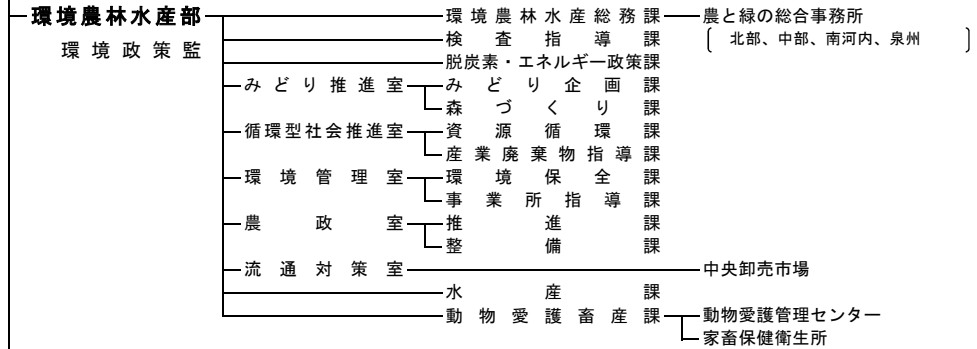 環境農林水産部 環境農林水産総務課 農と緑の総合事務所
環境政策監 検査指導課 〔 北部、中部、南河内、泉州 〕
脱炭素・エネルギー政策課
みどり推進室 みどり企画課
森づくり課
循環型社会推進室 資源循環課
産業廃棄物指導課
環境管理室 環境保全課
事業所指導課
農政室 推進課
整備課
流通対策室 中央卸売市場
水産課
動物愛護畜産課 動物愛護管理センター
家畜保健衛生所